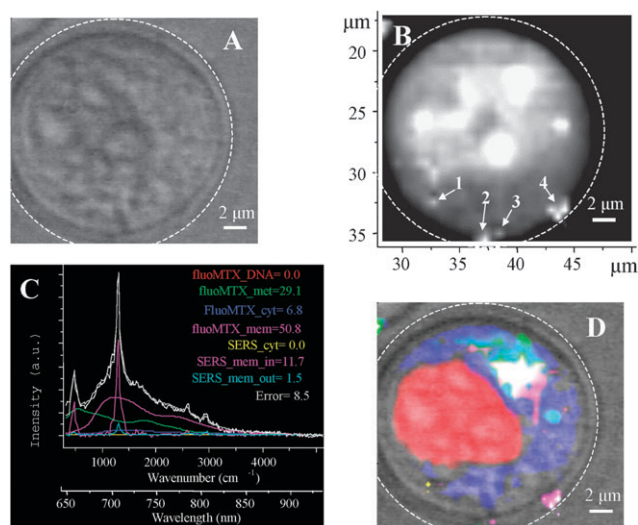 A
2 μm
μm
B
20
25
30
35
1
2
3
4
2 μm
30
40
50
μm
C
fluoMTX_DNA= 0.0
fluoMTX_met=29.1
FluoMTX_cyt= 6.8
fluoMTX_mem=50.8
SERS_cyt= 0.0
SERS_mem_in=11.7
SERS_mem_out= 1.5
Error= 8.5
Inensity (a.u.)
1000 2000 3000 4000 5000
Wavenumber (cm⁻¹)
650 700 750 800 850 900
Wavelength (nm)
D
2 μm